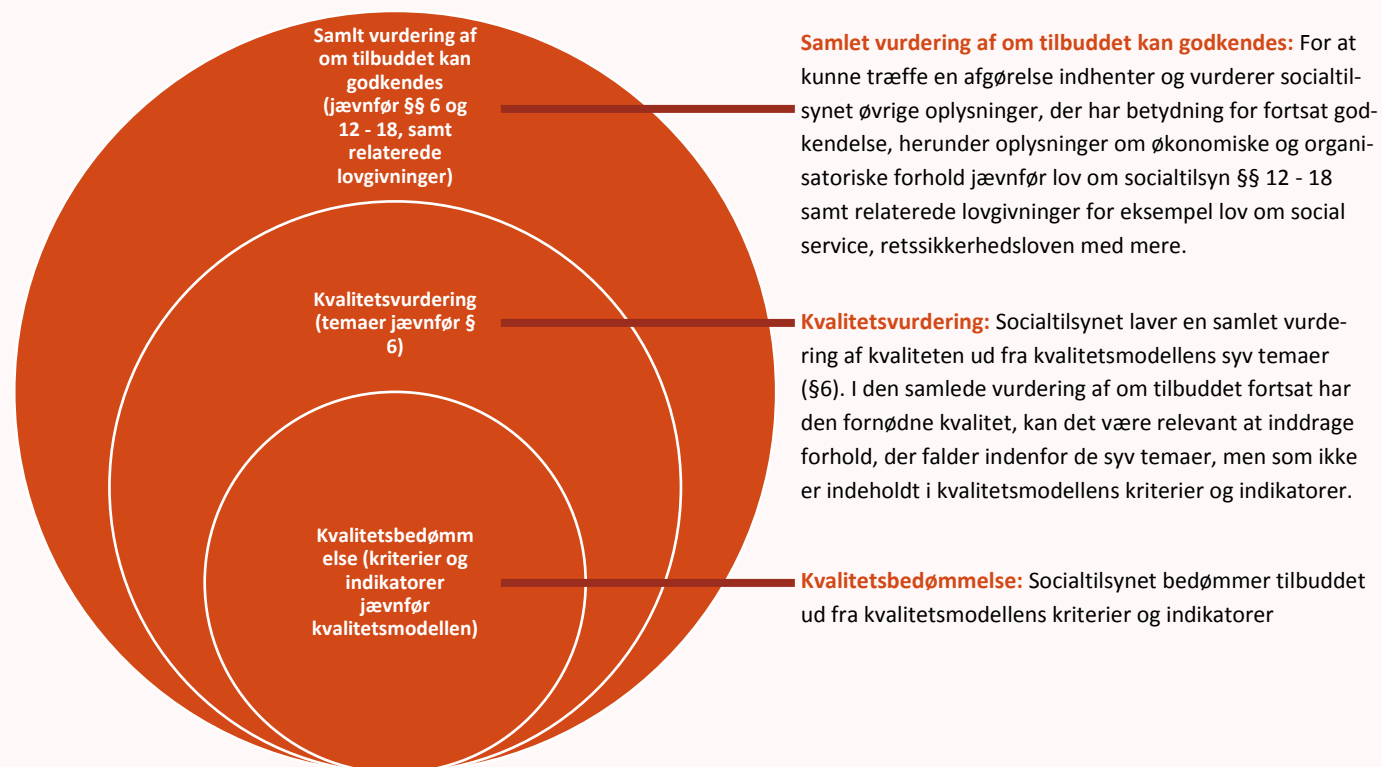 Samlt vurdering af
om tilbuddet kan
godkendes
(jævnfør §§ 6 og
12 - 18, samt
relaterede
lovgivninger)
Kvalitetsvurdering
(temaer jævnfør §
6)
Kvalitetsbedømm
else (kriterier og
indikatorer
jævnfør
kvalitetsmodellen)
Samlet vurdering af om tilbuddet kan godkendes: For at
kunne træffe en afgørelse indhenter og vurderer socialtil-
synet øvrige oplysninger, der har betydning for fortsat god-
kendelse, herunder oplysninger om økonomiske og organi-
satoriske forhold jævnfør lov om socialtilsyn §§ 12 - 18
samt relaterede lovgivninger for eksempel lov om social
service, retssikkerhedsloven med mere.
Kvalitetsvurdering: Socialtilsynet laver en samlet vurde-
ring af kvaliteten ud fra kvalitetsmodellens syv temaer
(§6). I den samlede vurdering af om tilbuddet fortsat har
den fornødne kvalitet, kan det være relevant at inddrage
forhold, der falder indenfor de syv temaer, men som ikke
er indeholdt i kvalitetsmodellens kriterier og indikatorer.
Kvalitetsbedømmelse: Socialtilsynet bedømmer tilbuddet
ud fra kvalitetsmodellens kriterier og indikatorer